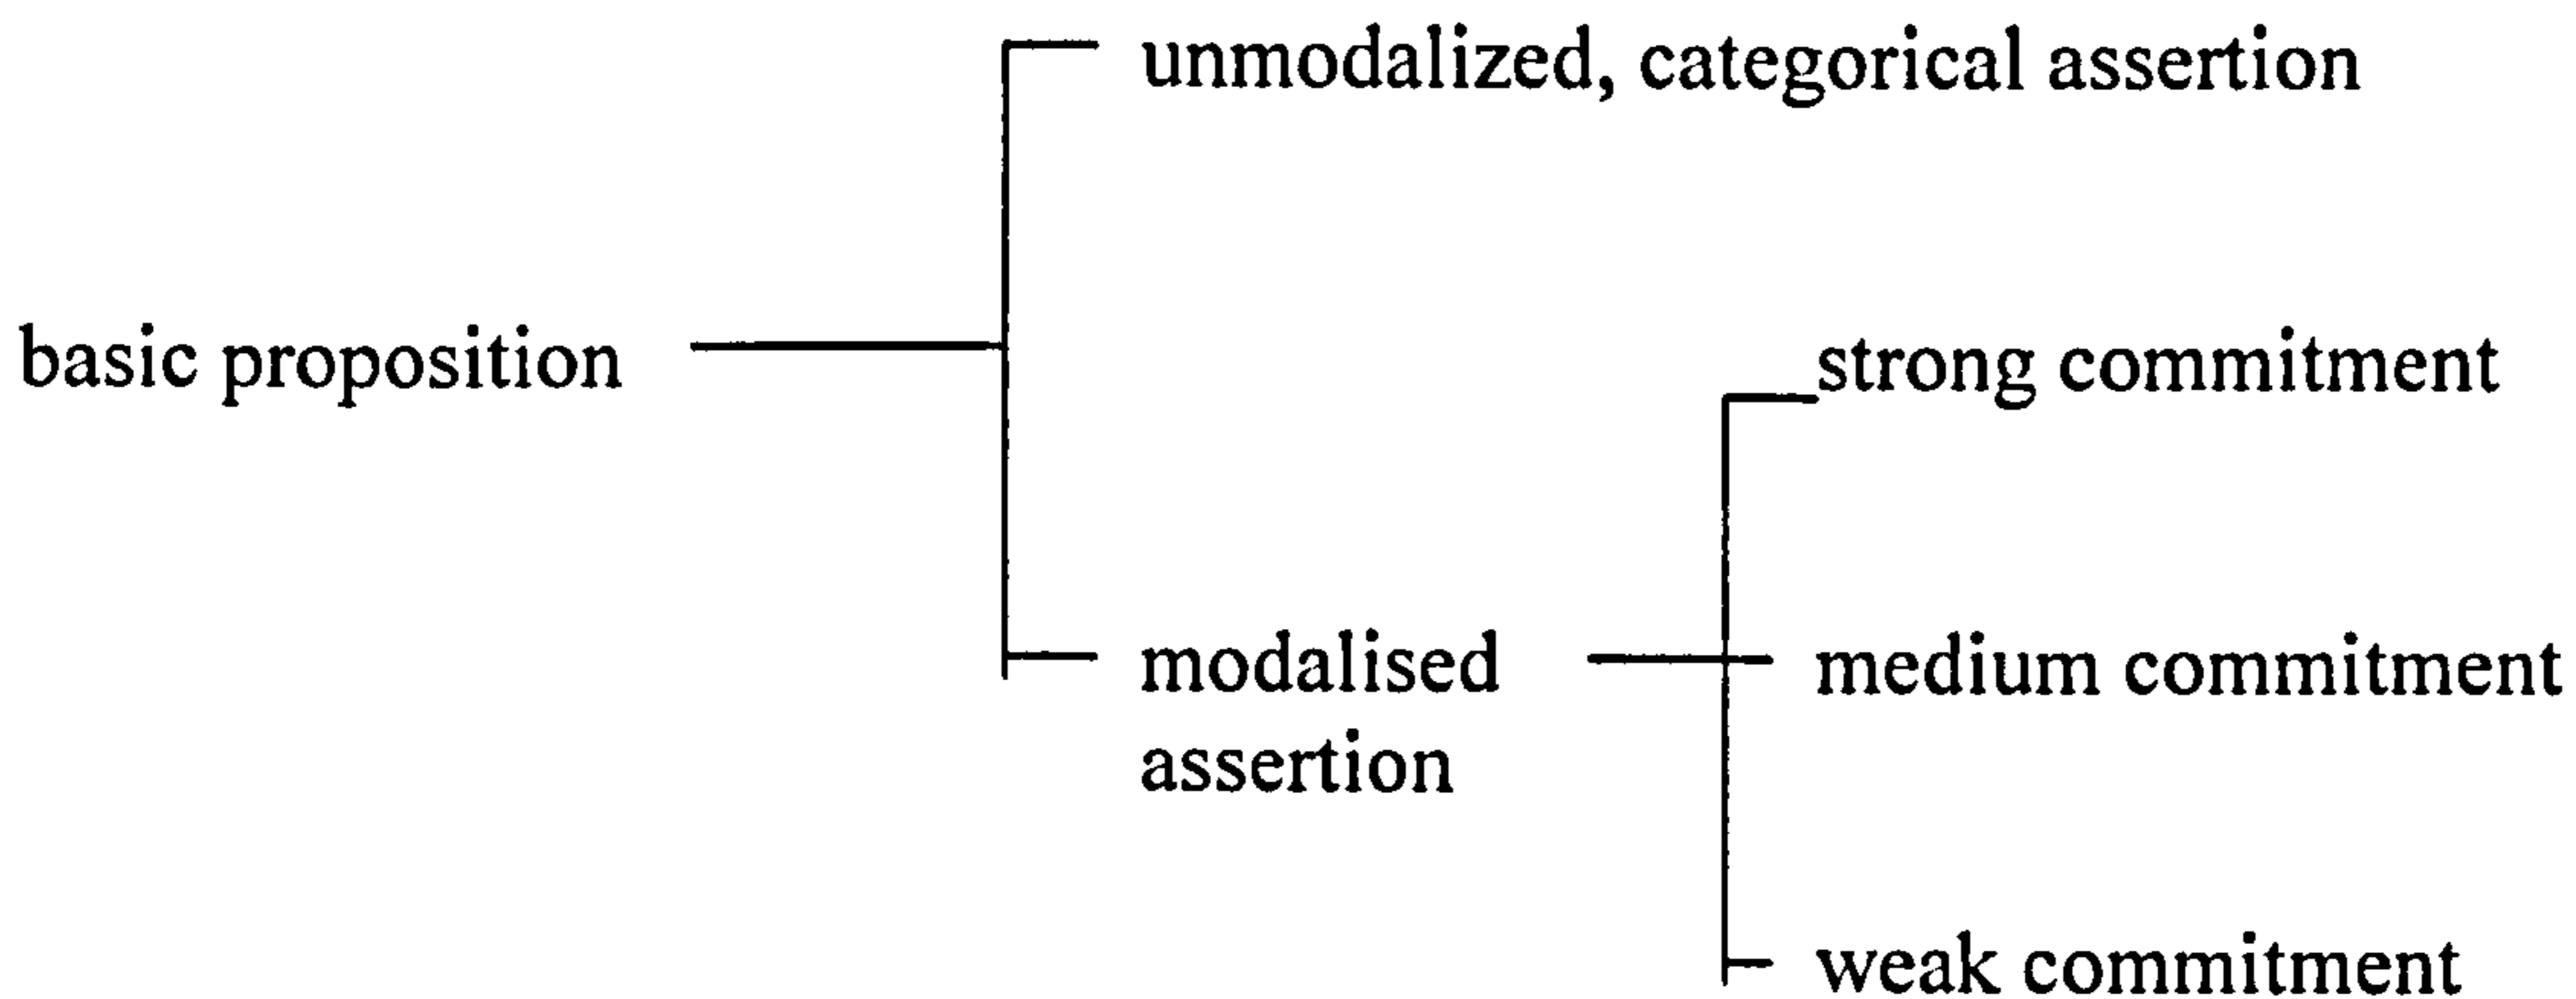 unmodalized, categorical assertion
basic proposition
strong commitment
modalised
assertion
medium commitment
weak commitment